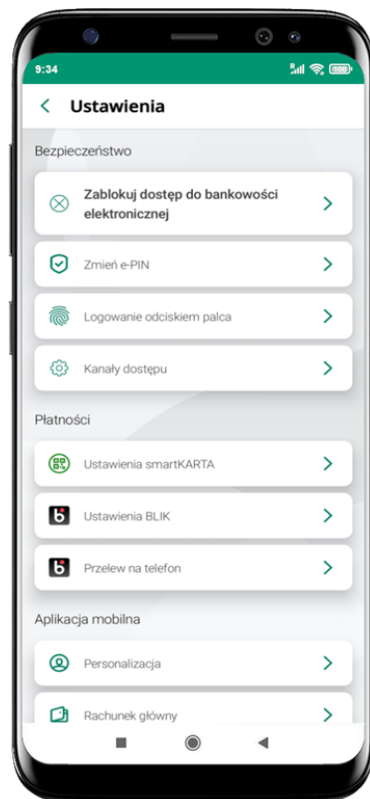 9:34
Ustawienia
Bezpieczeństwo
Zablokuj dostęp do bankowości
elektronicznej
Zmień e-PIN
Logowanie odciskiem palca
Kanały dostępu
Płatności
Ustawienia smartKARTA
Ustawienia BLIK
Przelew na telefon
Aplikacja mobilna
Personalizacja
Rachunek główny